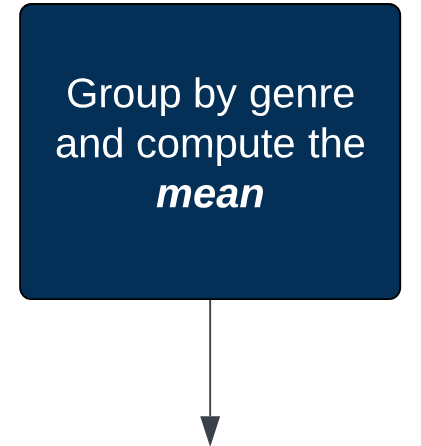 Group by genre
and compute the
mean